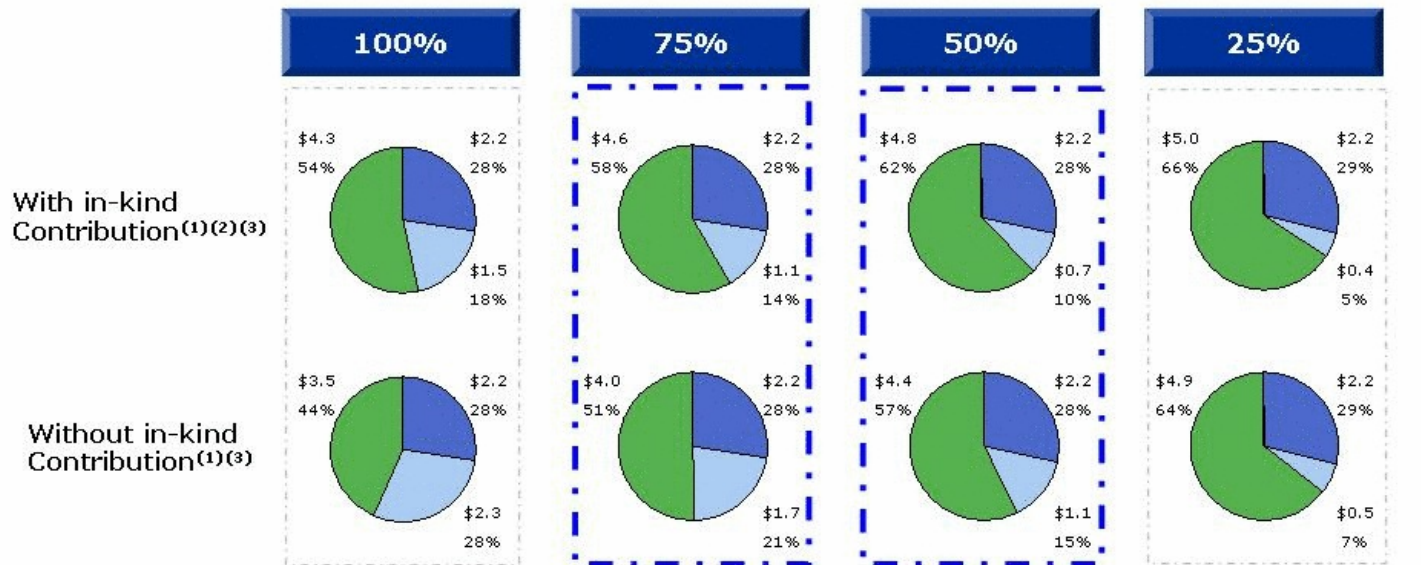 100% 75% 50% 25%
$4.3 $2.2 $4.6 $2.2 $4.8 $2.2 $5.0 $2.2
54% 28% 58% 28% 62% 28% 66% 29%
With in-kind
Contribution(1)(2)(3)
$1.5 $1.1 $0.7 $0.4
18% 14% 10% 5%
$3.5 $2.2 $4.0 $2.2 $4.4 $2.2 $4.9 $2.2
44% 28% 51% 28% 57% 28% 64% 29%
Without in-kind
Contribution(1)(3)
$2.3 $1.7 $1.1 $0.5
28% 21% 15% 7%